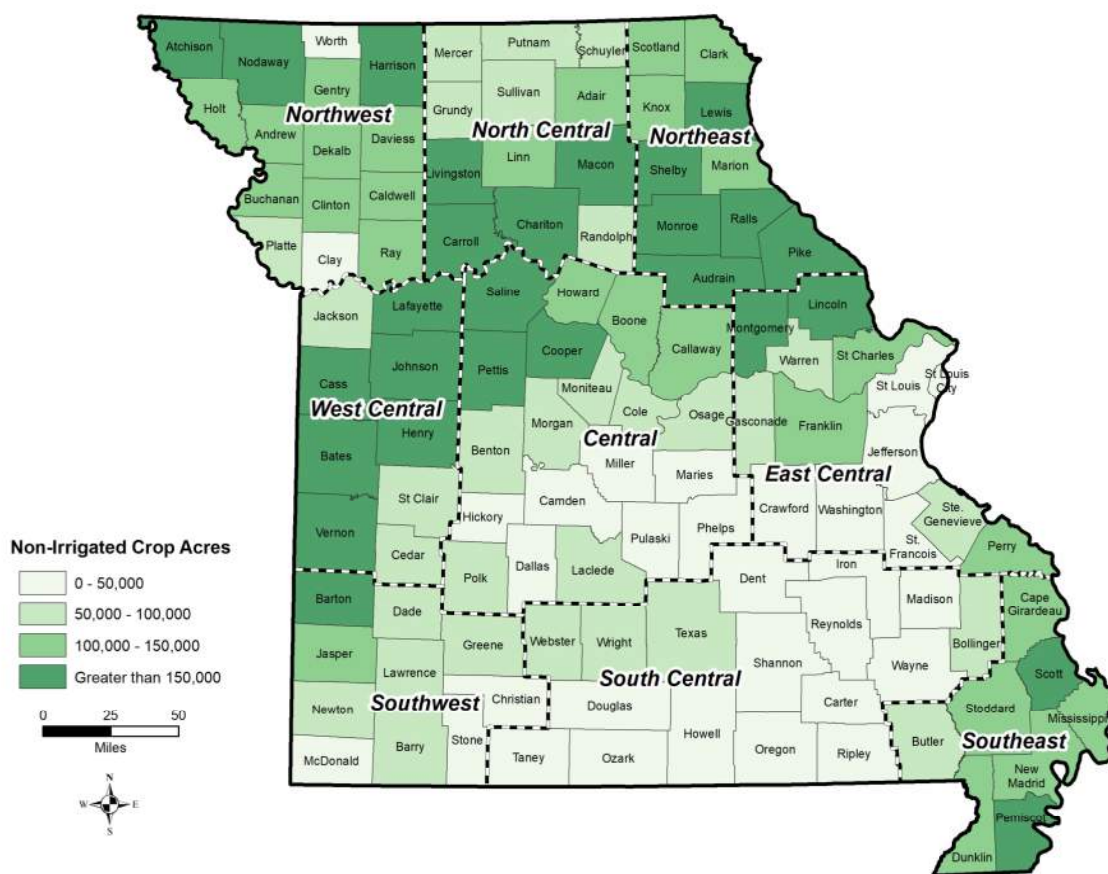 Atchison
Nodaway
Worth
Harrison
Mercer
Putnam
Schuyler
Scotland
Clark
Holt
Gentry
Northwest
Andrew
Dekalb
Daviess
Grundy
Sullivan
Adair
North Central
Knox
Lewis
Northeast
Buchanan
Clinton
Caldwell
Livingston
Linn
Macon
Shelby
Marion
Platte
Clay
Ray
Carroll
Chariton
Randolph
Monroe
Ralls
Pike
Audrain
Jackson
Lafayette
Saline
Howard
Boone
Callaway
Montgomery
Lincoln
Warren
St Charles
St Louis
St Louis
City
Cass
Johnson
Pettis
Cooper
Moniteau
West Central
Henry
Morgan
Cole
Osage
Gasconade
Franklin
Jefferson
Bates
Benton
Central
Miller
Maries
East Central
St Clair
Camden
Crawford
Washington
Ste.
Genevieve
Vernon
Cedar
Hickory
Pulaski
Phelps
St.
Francois
Perry
Polk
Dallas
Laclede
Dent
Iron
Madison
Cape
Girardeau
Barton
Dade
Greene
Webster
Wright
Texas
Reynolds
Bollinger
Jasper
Lawrence
Shannon
Wayne
Scott
Newton
Southwest
Christian
Douglas
South Central
Carter
Stoddard
Mississippi
McDonald
Barry
Stone
Taney
Ozark
Howell
Oregon
Ripley
Butler
Southeast
New
Madrid
Pemiscot
Dunklin
Non-Irrigated Crop Acres
0 - 50,000
50,000 - 100,000
100,000 - 150,000
Greater than 150,000
0 25 50
Miles
N
W E
S